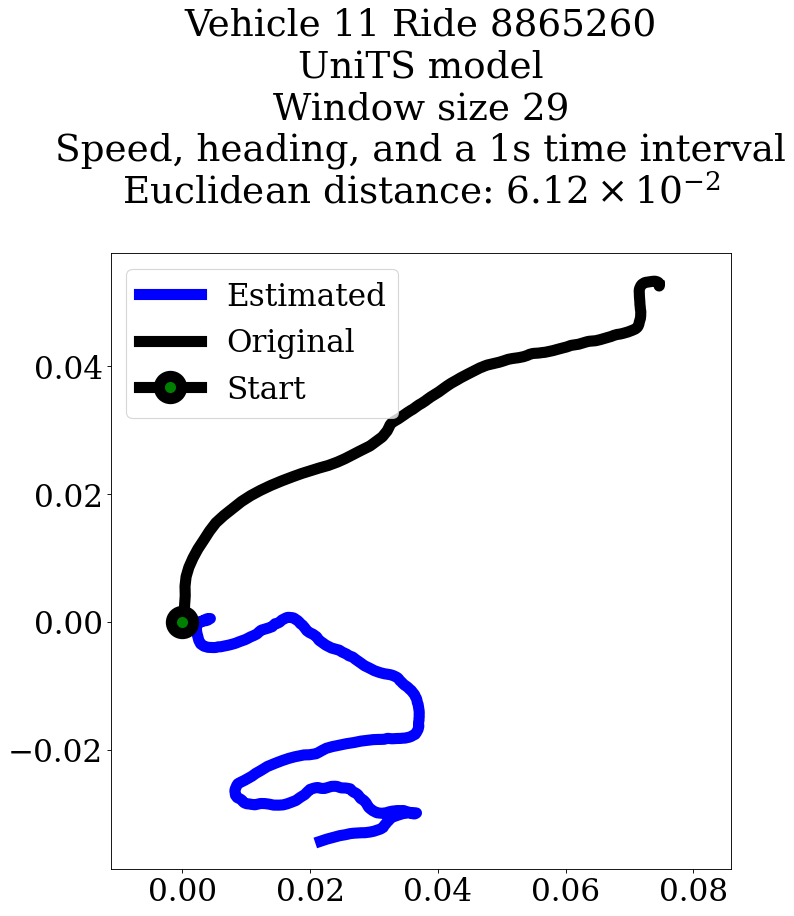 Vehicle 11 Ride 8865260
UniTS model
Window size 29
Speed, heading, and a 1s time interval
Euclidean distance: 6.12 × 10⁻²
Estimated
Original
Start
0.04
0.02
0.00
−0.02
0.00 0.02 0.04 0.06 0.08